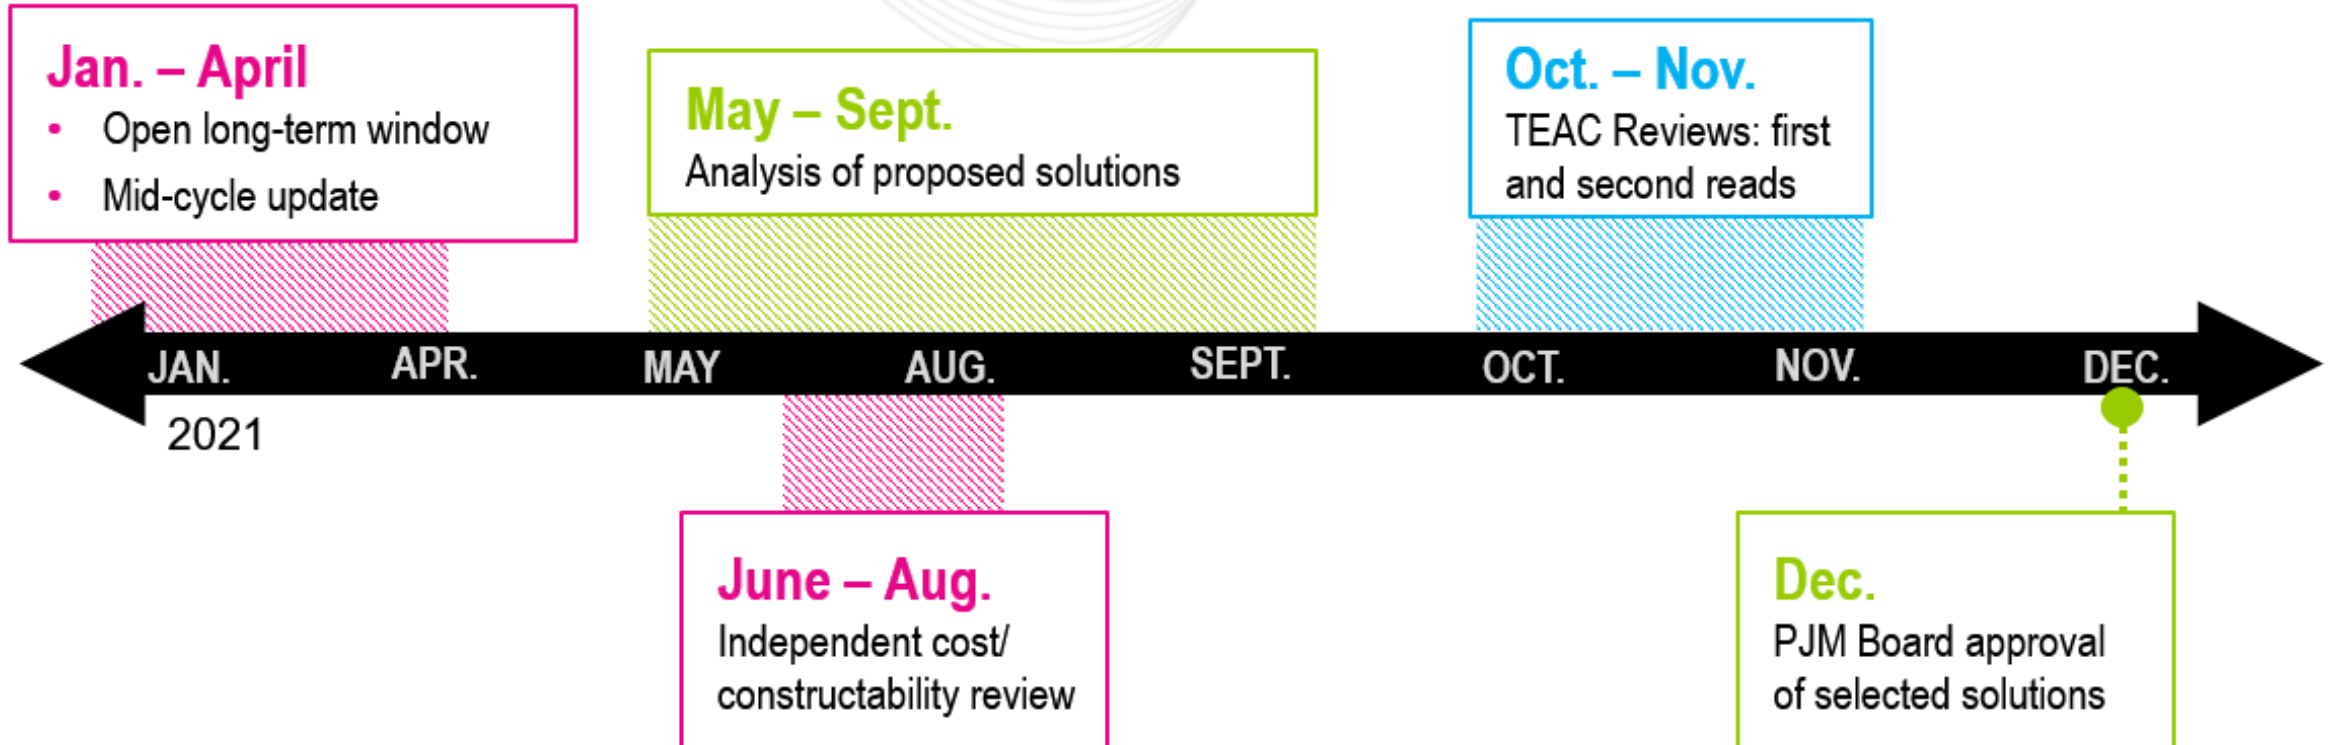 Jan. – April
• Open long-term window
• Mid-cycle update
May – Sept.
Analysis of proposed solutions
Oct. – Nov.
TEAC Reviews: first
and second reads
JAN. APR. MAY AUG. SEPT. OCT. NOV. DEC.
2021
June – Aug.
Independent cost/
constructability review
Dec.
PJM Board approval
of selected solutions